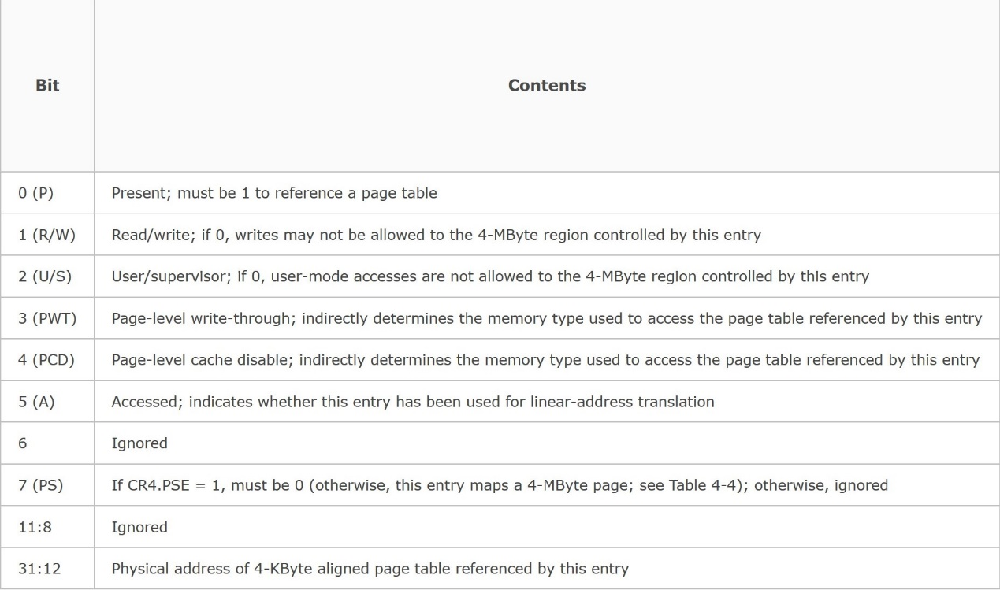 Bit Contents
0 (P) Present; must be 1 to reference a page table
1 (R/W) Read/write; if 0, writes may not be allowed to the 4-MByte region controlled by this entry
2 (U/S) User/supervisor; if 0, user-mode accesses are not allowed to the 4-MByte region controlled by this entry
3 (PWT) Page-level write-through; indirectly determines the memory type used to access the page table referenced by this entry
4 (PCD) Page-level cache disable; indirectly determines the memory type used to access the page table referenced by this entry
5 (A) Accessed; indicates whether this entry has been used for linear-address translation
6 Ignored
7 (PS) If CR4.PSE = 1, must be 0 (otherwise, this entry maps a 4-MByte page; see Table 4-4); otherwise, ignored
11:8 Ignored
31:12 Physical address of 4-KByte aligned page table referenced by this entry